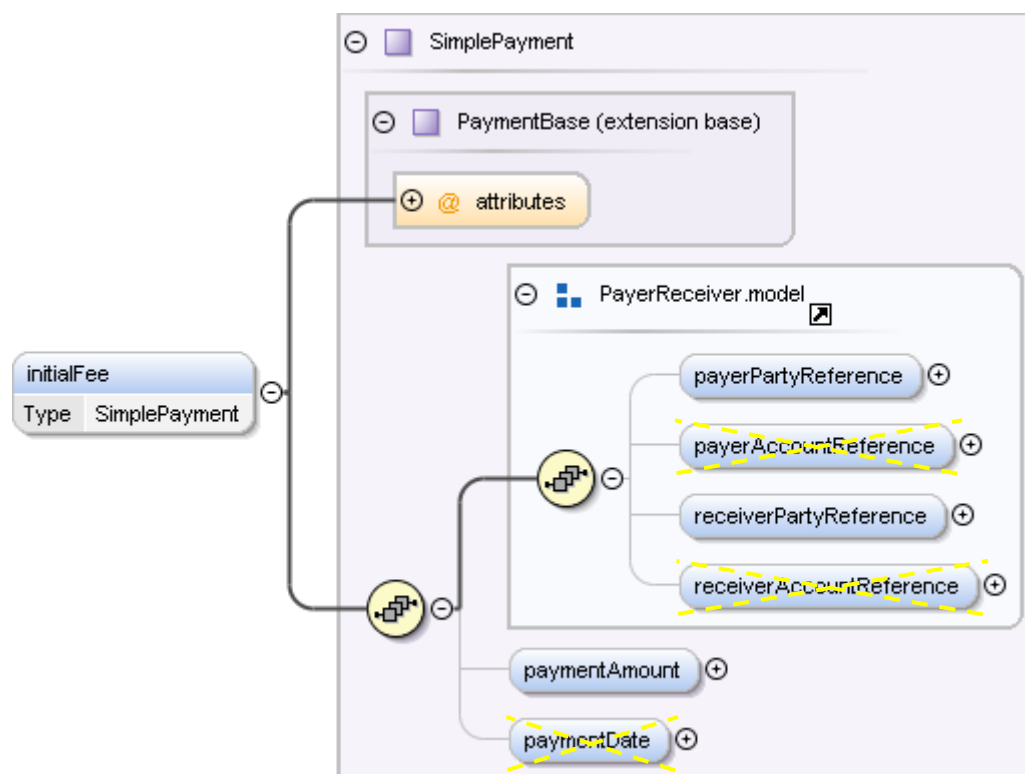 SimplePayment
PaymentBase (extension base)
@ attributes
PayerReceiver.model
initialFee
Type SimplePayment
payerPartyReference
payerAccountReference
receiverPartyReference
receiverAccountReference
paymentAmount
paymentDate